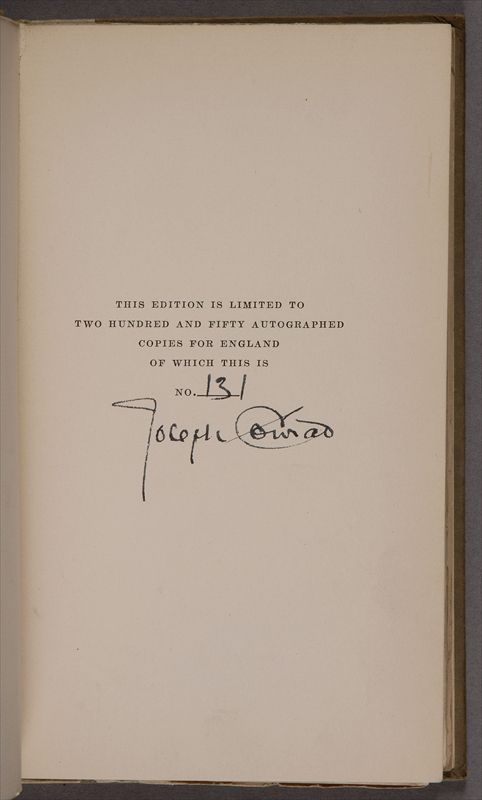 THIS EDITION IS LIMITED TO
TWO HUNDRED AND FIFTY AUTOGRAPHED
COPIES FOR ENGLAND
OF WHICH THIS IS
NO. 131
Joseph Conrad